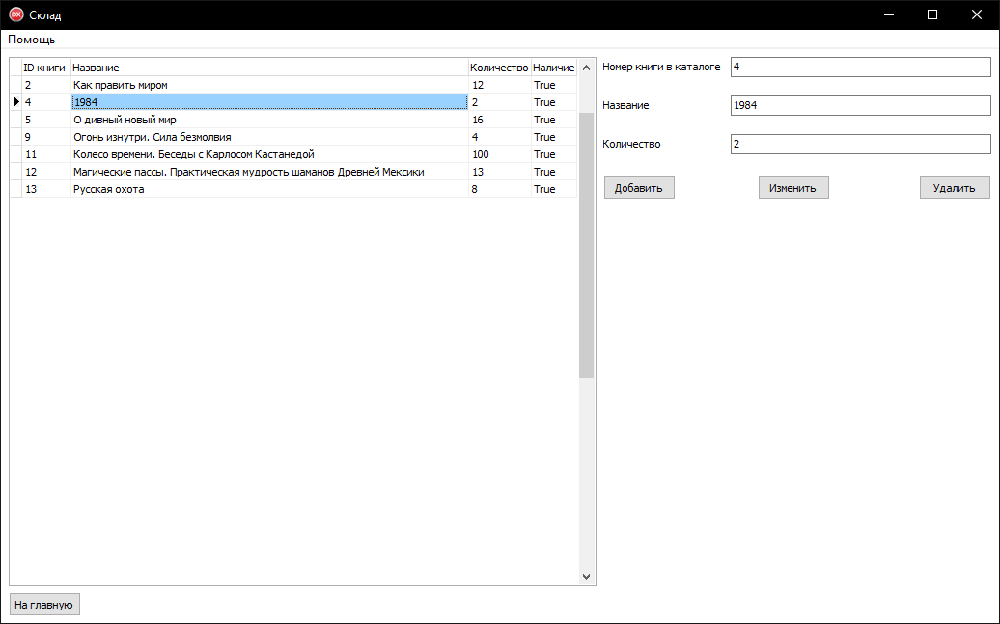 DX Склад
Помощь
ID книги Название Количество Наличие
2 Как править миром 12 True
4 1984 2 True
5 О дивный новый мир 16 True
9 Огонь изнутри. Сила безмолвия 4 True
11 Колесо времени. Беседы с Карлосом Кастанедой 100 True
12 Магические пассы. Практическая мудрость шаманов Древней Мексики 13 True
13 Русская охота 8 True
Номер книги в каталоге 4
Название 1984
Количество 2
Добавить Изменить Удалить
На главную